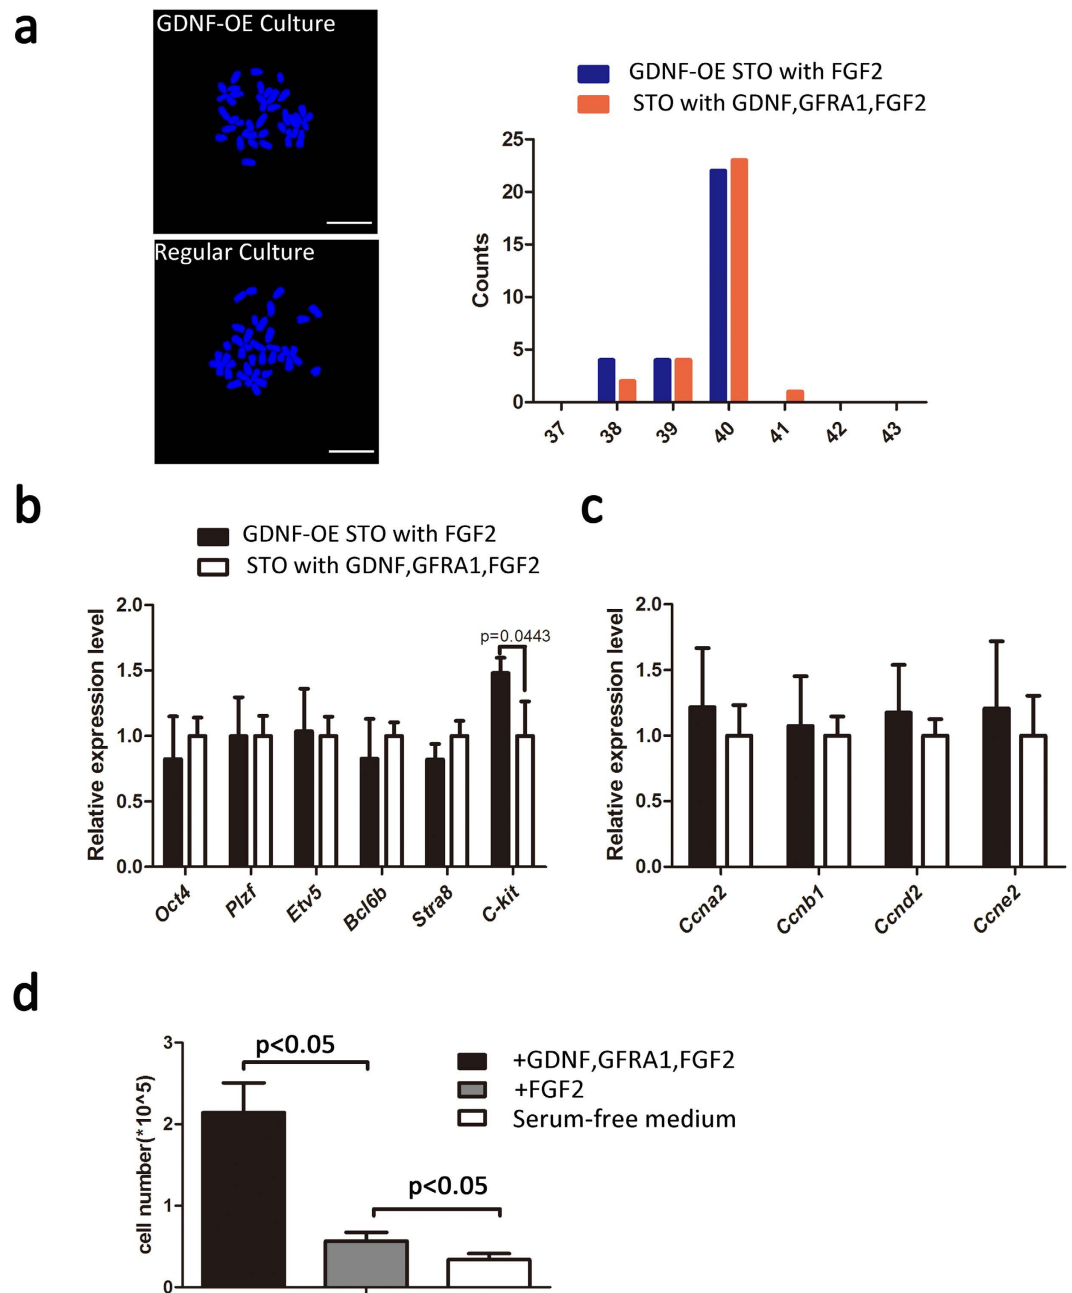 a
GDNF-OE Culture
Regular Culture
GDNF-OE STO with FGF2
STO with GDNF,GFRA1,FGF2
25
20
15
10
5
0
Counts
37 38 39 40 41 42 43
b
GDNF-OE STO with FGF2
STO with GDNF,GFRA1,FGF2
2.0
1.5
1.0
0.5
0.0
Relative expression level
p=0.0443
Oct4 Plzf Etv5 Bcl6b Stra8 C-kit
c
2.0
1.5
1.0
0.5
0.0
Relative expression level
Ccna2 Ccnb1 Ccnd2 Ccne2
d
3
2
1
0
cell number(*10^5)
p<0.05
p<0.05
+GDNF,GFRA1,FGF2
+FGF2
Serum-free medium